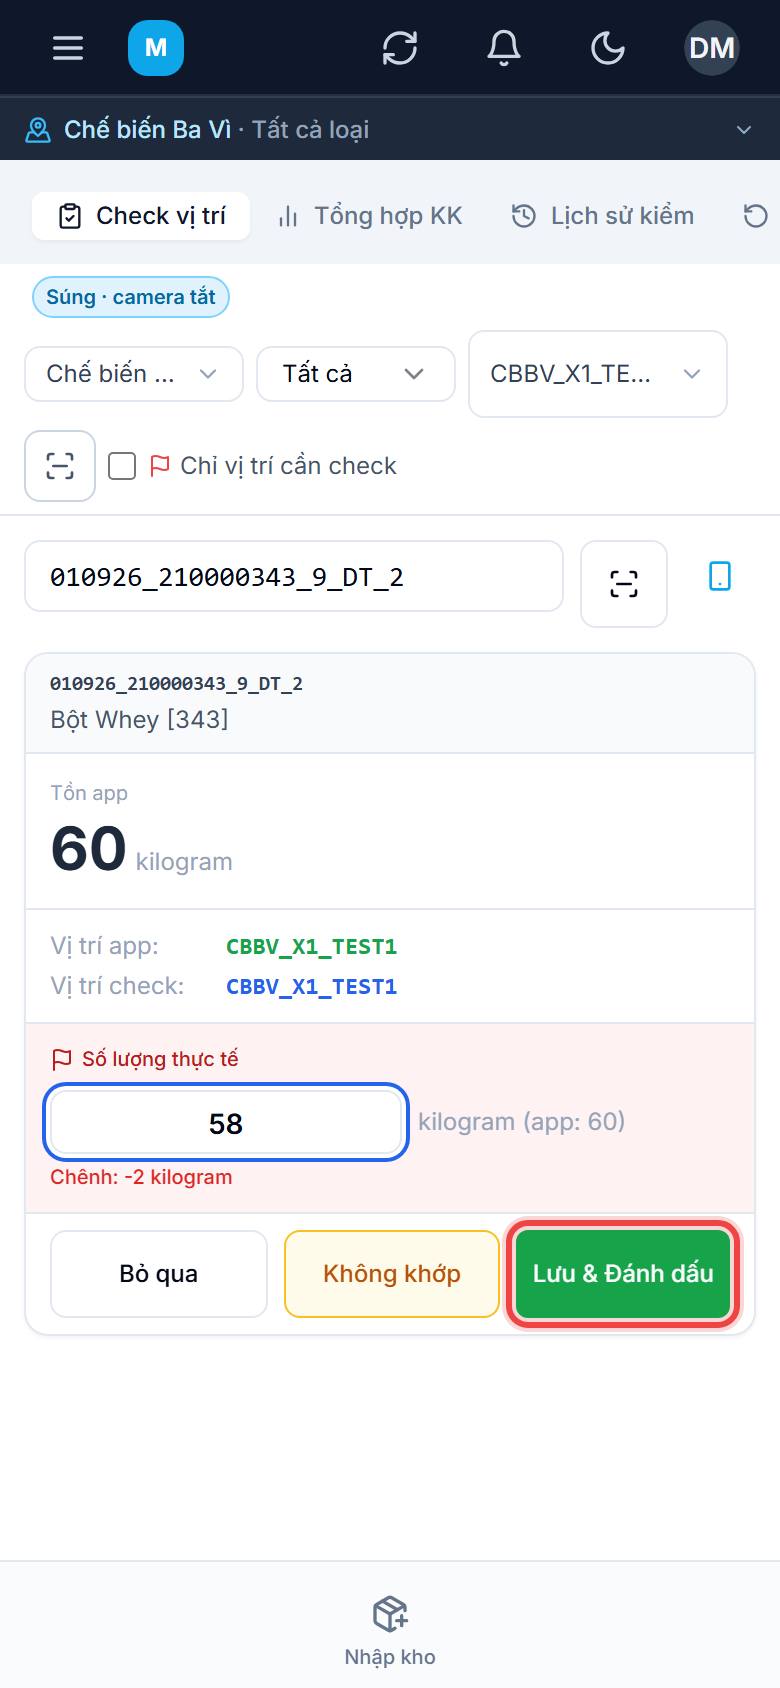 M
DM
Chế biến Ba Vì · Tất cả loại
Check vị trí
Tổng hợp KK
Lịch sử kiểm
Súng · camera tắt
Chế biến ...
Tất cả
CBBV_X1_TE...
Chỉ vị trí cần check
010926_210000343_9_DT_2
010926_210000343_9_DT_2
Bột Whey [343]
Tồn app
60 kilogram
Vị trí app: CBBV_X1_TEST1
Vị trí check: CBBV_X1_TEST1
Số lượng thực tế
58 kilogram (app: 60)
Chênh: -2 kilogram
Bỏ qua
Không khớp
Lưu & Đánh dấu
Nhập kho